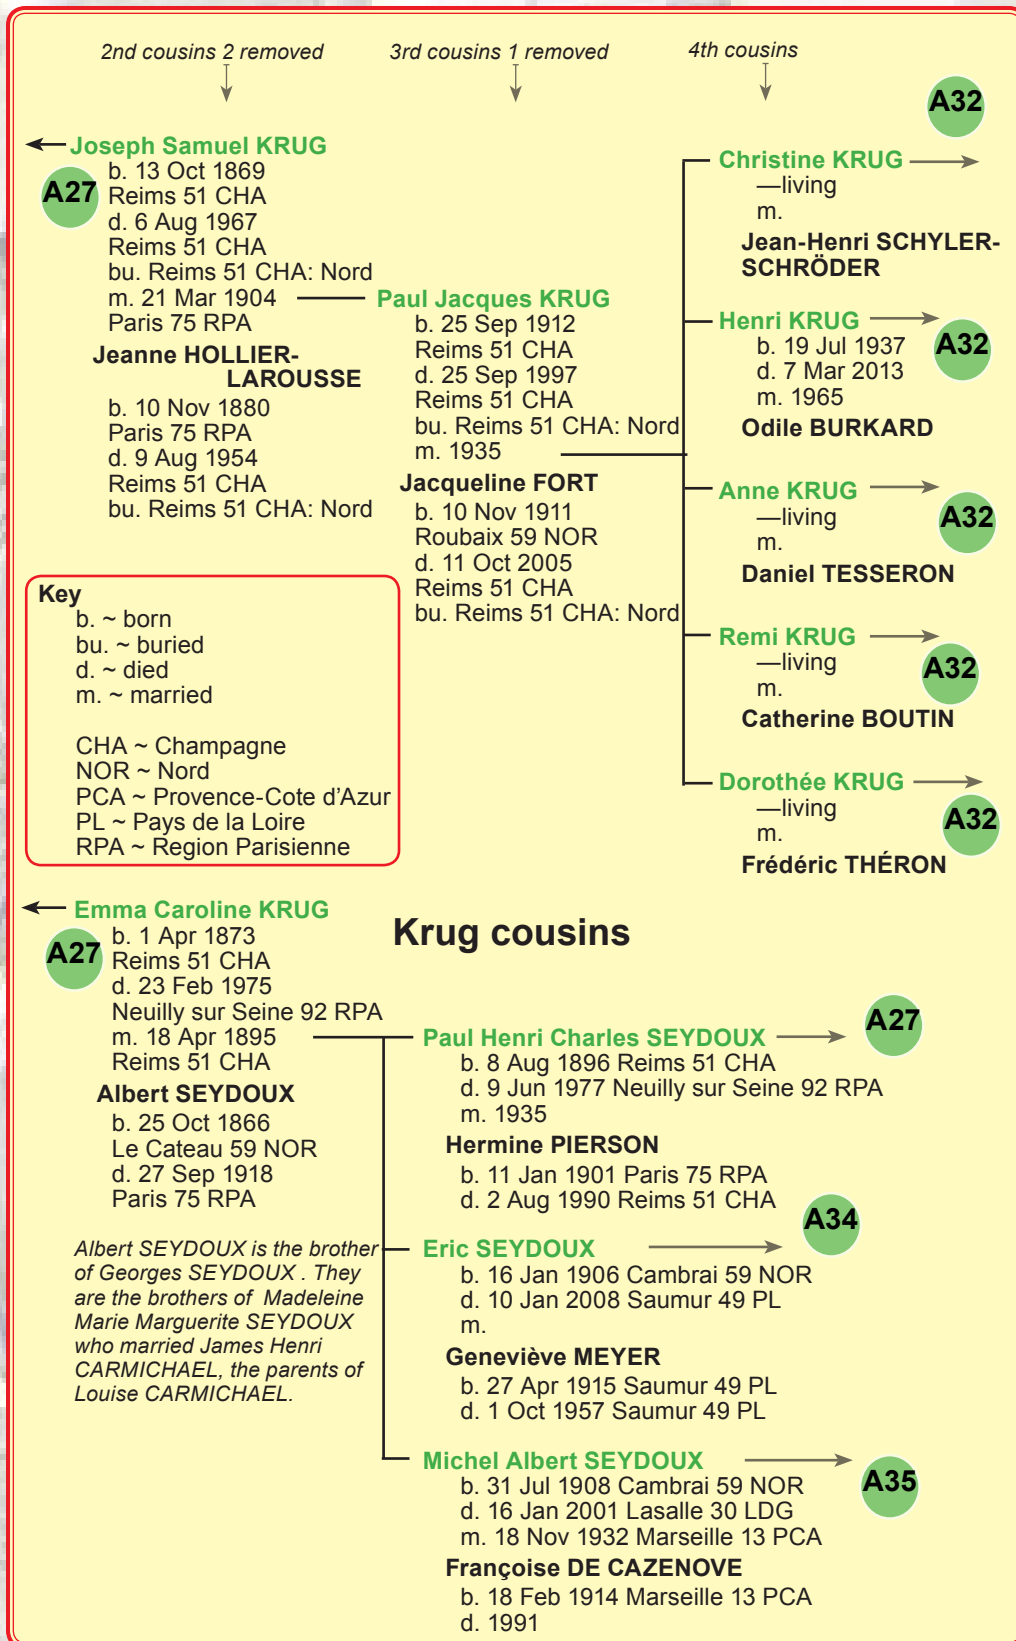 2nd cousins 2 removed
3rd cousins 1 removed
4th cousins
Joseph Samuel KRUG
A27
b. 13 Oct 1869
Reims 51 CHA
d. 6 Aug 1967
Reims 51 CHA
bu. Reims 51 CHA: Nord
m. 21 Mar 1904
Paris 75 RPA
Jeanne HOLLIER-
LAROUSSE
b. 10 Nov 1880
Paris 75 RPA
d. 9 Aug 1954
Reims 51 CHA
bu. Reims 51 CHA: Nord
Paul Jacques KRUG
b. 25 Sep 1912
Reims 51 CHA
d. 25 Sep 1997
Reims 51 CHA
bu. Reims 51 CHA: Nord
m. 1935
Jacqueline FORT
b. 10 Nov 1911
Roubaix 59 NOR
d. 11 Oct 2005
Reims 51 CHA
bu. Reims 51 CHA: Nord
A32
Christine KRUG
—living
m.
Jean-Henri SCHYLER-
SCHRÖDER
Henri KRUG
A32
b. 19 Jul 1937
d. 7 Mar 2013
m. 1965
Odile BURKARD
Anne KRUG
A32
—living
m.
Daniel TESSERON
Remi KRUG
A32
—living
m.
Catherine BOUTIN
Dorothée KRUG
A32
—living
m.
Frédéric THÉRON
Key
b. ~ born
bu. ~ buried
d. ~ died
m. ~ married
CHA ~ Champagne
NOR ~ Nord
PCA ~ Provence-Cote d'Azur
PL ~ Pays de la Loire
RPA ~ Region Parisienne
Krug cousins
Emma Caroline KRUG
A27
b. 1 Apr 1873
Reims 51 CHA
d. 23 Feb 1975
Neuilly sur Seine 92 RPA
m. 18 Apr 1895
Reims 51 CHA
Albert SEYDOUX
b. 25 Oct 1866
Le Cateau 59 NOR
d. 27 Sep 1918
Paris 75 RPA
Albert SEYDOUX is the brother
of Georges SEYDOUX . They
are the brothers of Madeleine
Marie Marguerite SEYDOUX
who married James Henri
CARMICHAEL, the parents of
Louise CARMICHAEL.
Paul Henri Charles SEYDOUX
A27
b. 8 Aug 1896 Reims 51 CHA
d. 9 Jun 1977 Neuilly sur Seine 92 RPA
m. 1935
Hermine PIERSON
b. 11 Jan 1901 Paris 75 RPA
d. 2 Aug 1990 Reims 51 CHA
Eric SEYDOUX
A34
b. 16 Jan 1906 Cambrai 59 NOR
d. 10 Jan 2008 Saumur 49 PL
m.
Geneviève MEYER
b. 27 Apr 1915 Saumur 49 PL
d. 1 Oct 1957 Saumur 49 PL
Michel Albert SEYDOUX
A35
b. 31 Jul 1908 Cambrai 59 NOR
d. 16 Jan 2001 Lasalle 30 LDG
m. 18 Nov 1932 Marseille 13 PCA
Françoise DE CAZENOVE
b. 18 Feb 1914 Marseille 13 PCA
d. 1991